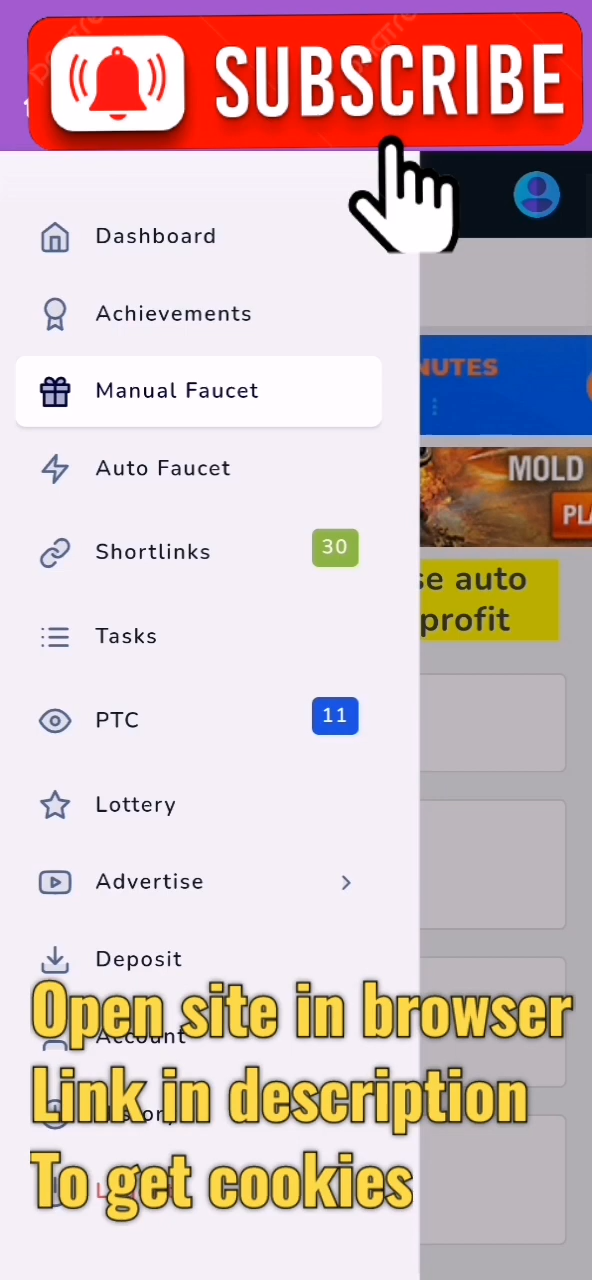 SUBSCRIBE
Dashboard
Achievements
NUTES
Manual Faucet
MOLD
Auto Faucet
Shortlinks
30
se auto
profit
Tasks
PTC
11
Lottery
Advertise
Deposit
Open site in browser
Account
Link in description
To get cookies